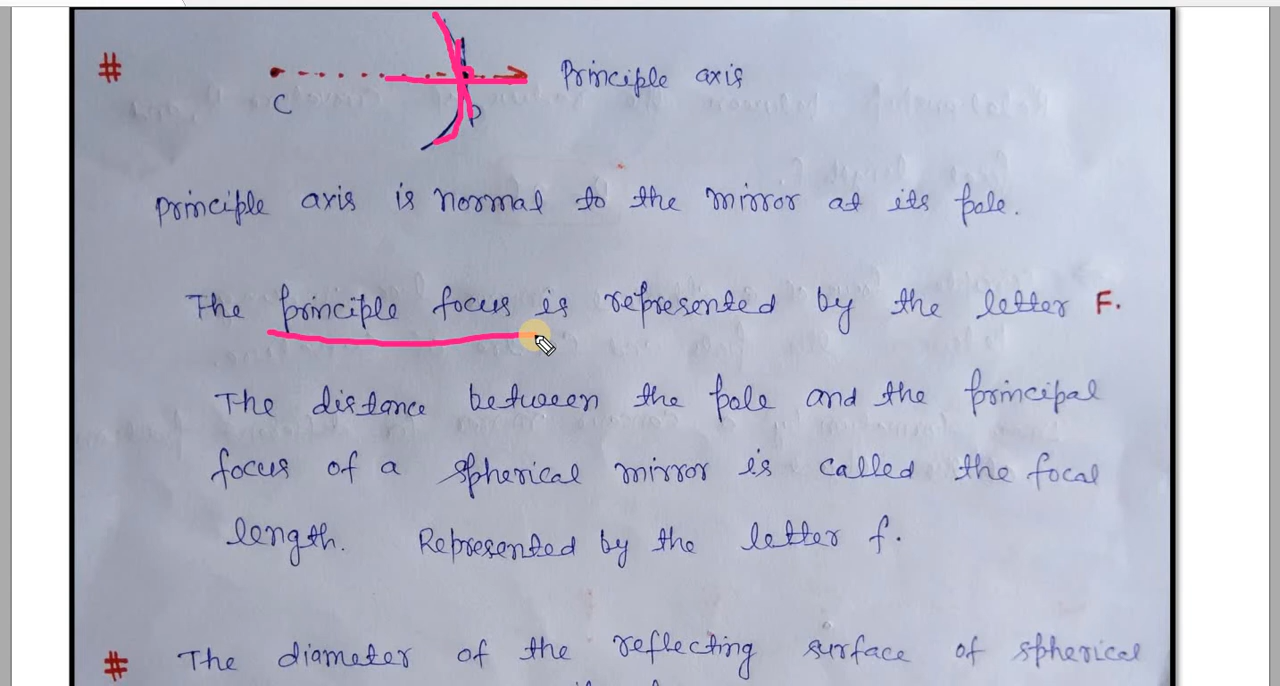 # Principle axis
C
P
Principle axis is normal to the mirror at its pole.
The principle focus is represented by the letter F.
The distance between the pole and the principal
focus of a spherical mirror is called the focal
length. Represented by the letter f.
# The diameter of the reflecting surface of spherical